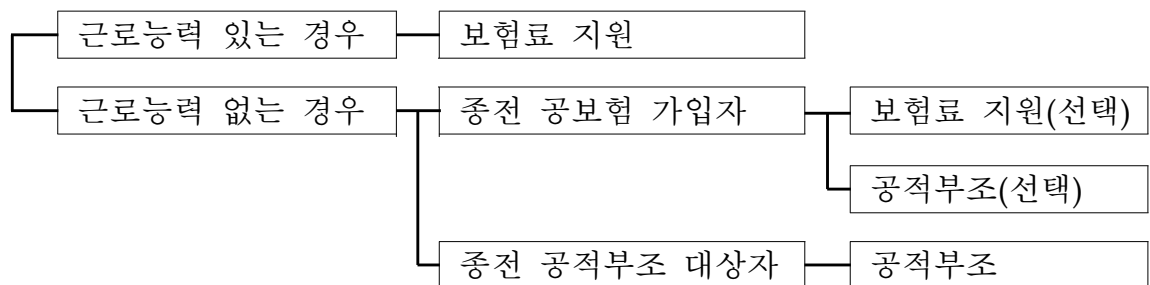 근로능력 있는 경우
보험료 지원
근로능력 없는 경우
종전 공보험 가입자
보험료 지원(선택)
공적부조(선택)
종전 공적부조 대상자
공적부조